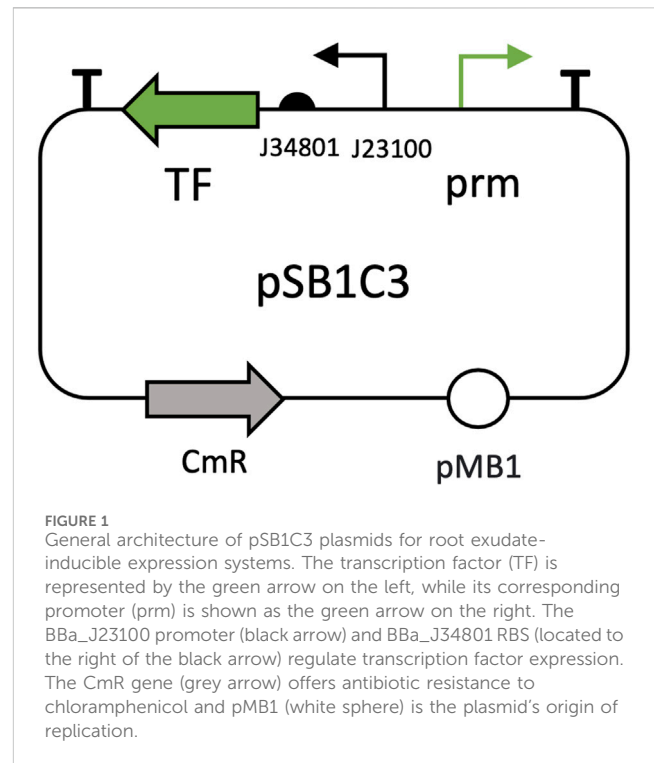 T
T
J34801 J23100
TF
prm
pSB1C3
CmR
pMB1
FIGURE 1
General architecture of pSB1C3 plasmids for root exudate-
inducible expression systems. The transcription factor (TF) is
represented by the green arrow on the left, while its corresponding
promoter (prm) is shown as the green arrow on the right. The
BBa_J23100 promoter (black arrow) and BBa_J34801 RBS (located to
the right of the black arrow) regulate transcription factor expression.
The CmR gene (grey arrow) offers antibiotic resistance to
chloramphenicol and pMB1 (white sphere) is the plasmid's origin of
replication.